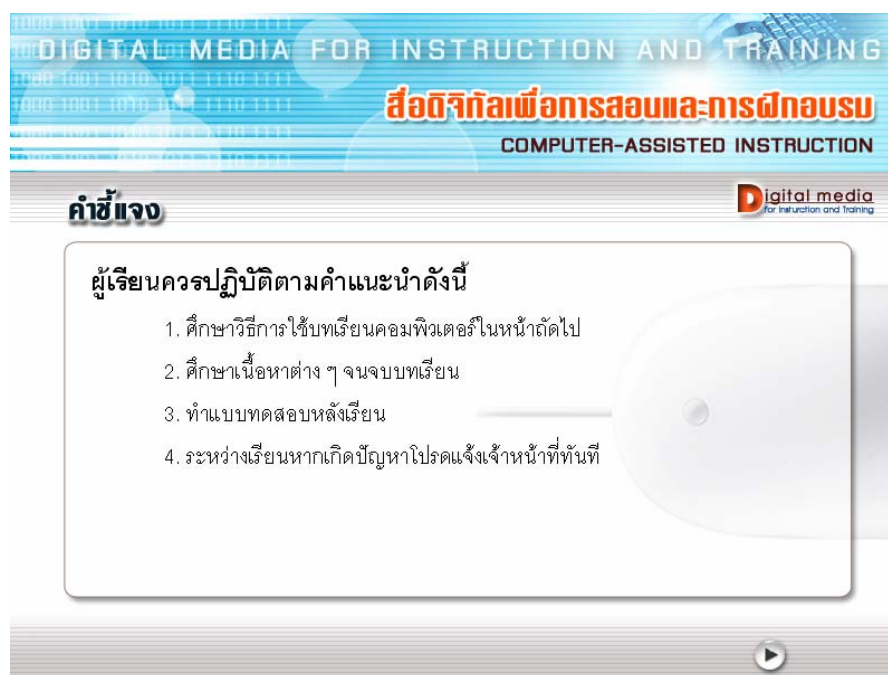 DIGITAL MEDIA FOR INSTRUCTION AND TRAINING
สื่อดิจิทัลเพื่อการสอนและการฝึกอบรม
COMPUTER-ASSISTED INSTRUCTION
คำชี้แจง
Digital media
for Insturction and Training
ผู้เรียนควรปฏิบัติตามคำแนะนำดังนี้
1. ศึกษาวิธีการใช้บทเรียนคอมพิวเตอร์ในหน้าถัดไป
2. ศึกษาเนื้อหาต่าง ๆ จนจบบทเรียน
3. ทำแบบทดสอบหลังเรียน
4. ระหว่างเรียนหากเกิดปัญหาโปรดแจ้งเจ้าหน้าที่ทันที